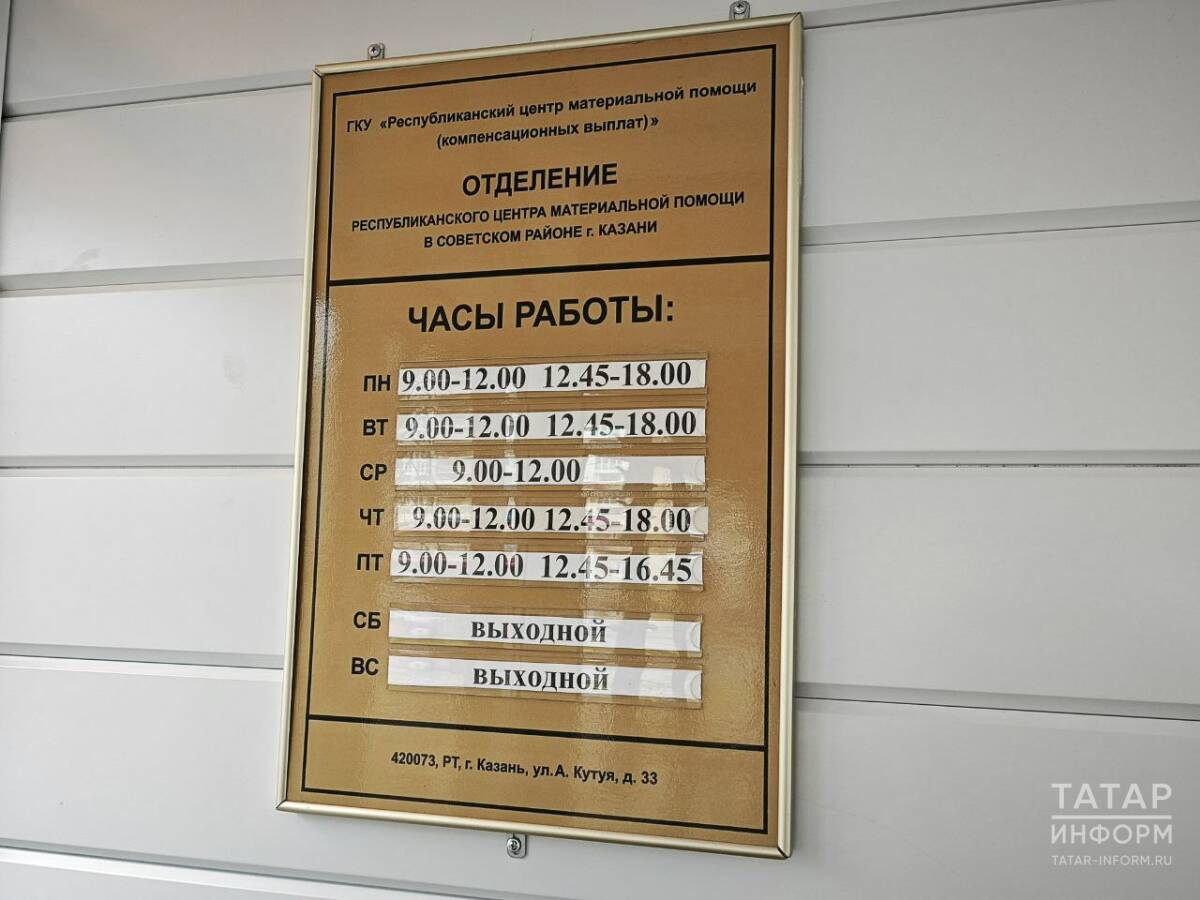 ГКУ «Республиканский центр материальной помощи
(компенсационных выплат)»
ОТДЕЛЕНИЕ
РЕСПУБЛИКАНСКОГО ЦЕНТРА МАТЕРИАЛЬНОЙ ПОМОЩИ
В СОВЕТСКОМ РАЙОНЕ г. КАЗАНИ
ЧАСЫ РАБОТЫ:
ПН 9.00-12.00 12.45-18.00
ВТ 9.00-12.00 12.45-18.00
СР 9.00-12.00
ЧТ 9.00-12.00 12.45-18.00
ПТ 9.00-12.00 12.45-16.45
СБ ВЫХОДНОЙ
ВС ВЫХОДНОЙ
420073, РТ, г. Казань, ул.А. Кутуя, д. 33
ТАТАР
ИНФОРМ
TATAR-INFORM.RU